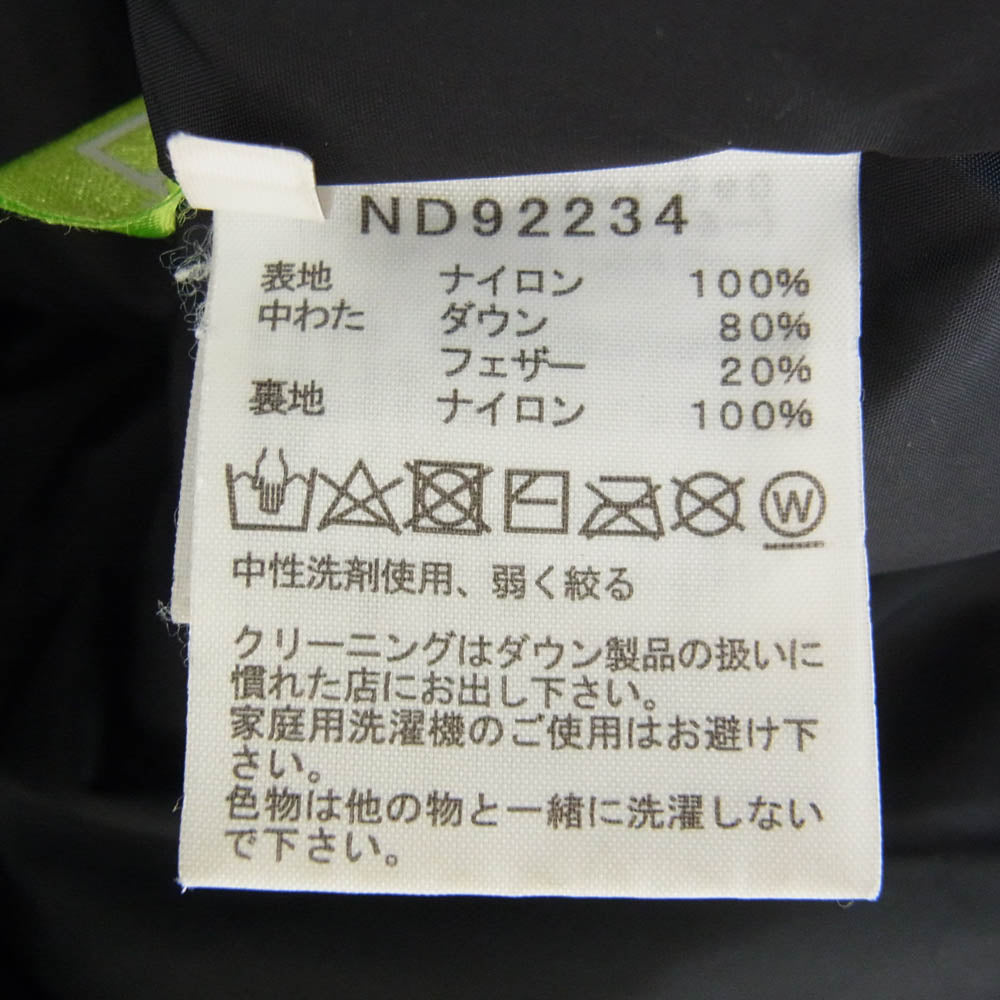 ND92234
表地 ナイロン 100%
中わた ダウン 80%
フェザー 20%
裏地 ナイロン 100%
W
中性洗剤使用、弱く絞る
クリーニングはダウン製品の扱いに
慣れた店にお出し下さい。
家庭用洗濯機のご使用はお避け下
さい。
色物は他の物と一緒に洗濯しない
で下さい。